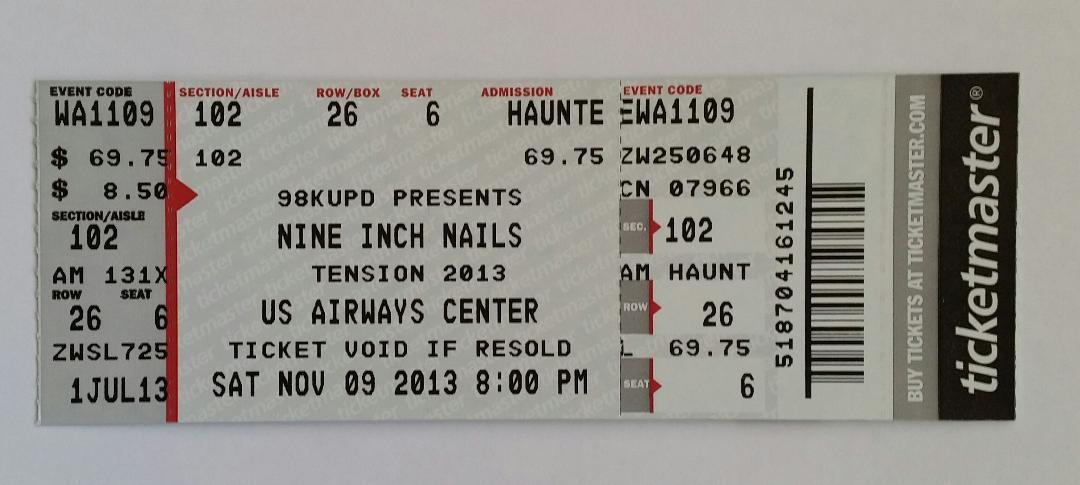 EVENT CODE
WA1109
$ 69.75
$ 8.50
SECTION/AISLE
102
AM 131X
ROW SEAT
26 6
ZWSL725
1JUL13
SECTION/AISLE ROW/BOX SEAT ADMISSION
102 26 6 HAUNTE
102 69.75
98KUPD PRESENTS
NINE INCH NAILS
TENSION 2013
US AIRWAYS CENTER
TICKET VOID IF RESOLD
SAT NOV 09 2013 8:00 PM
EVENT CODE
EWA1109
ZW250648
CN 07966
SEC. 102
AM HAUNT
ROW 26
L 69.75
SEAT 6
518704161245
BUY TICKETS AT TICKETMASTER.COM
ticketmaster®